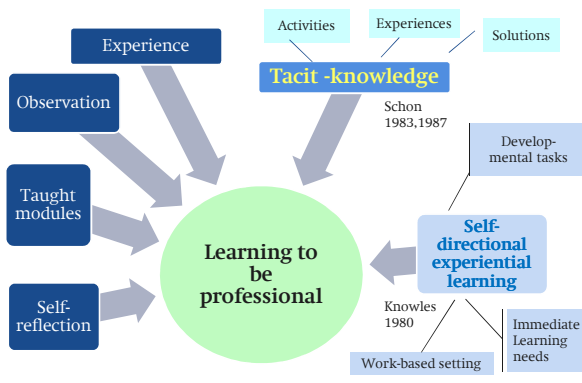 Activities
Experiences
Solutions
Experience
Tacit -knowledge
Observation
Schon
1983,1987
Develop-
mental tasks
Taught
modules
Learning to
be
professional
Self-
directional
experiential
learning
Self-
reflection
Knowles
1980
Immediate
Learning
needs
Work-based setting